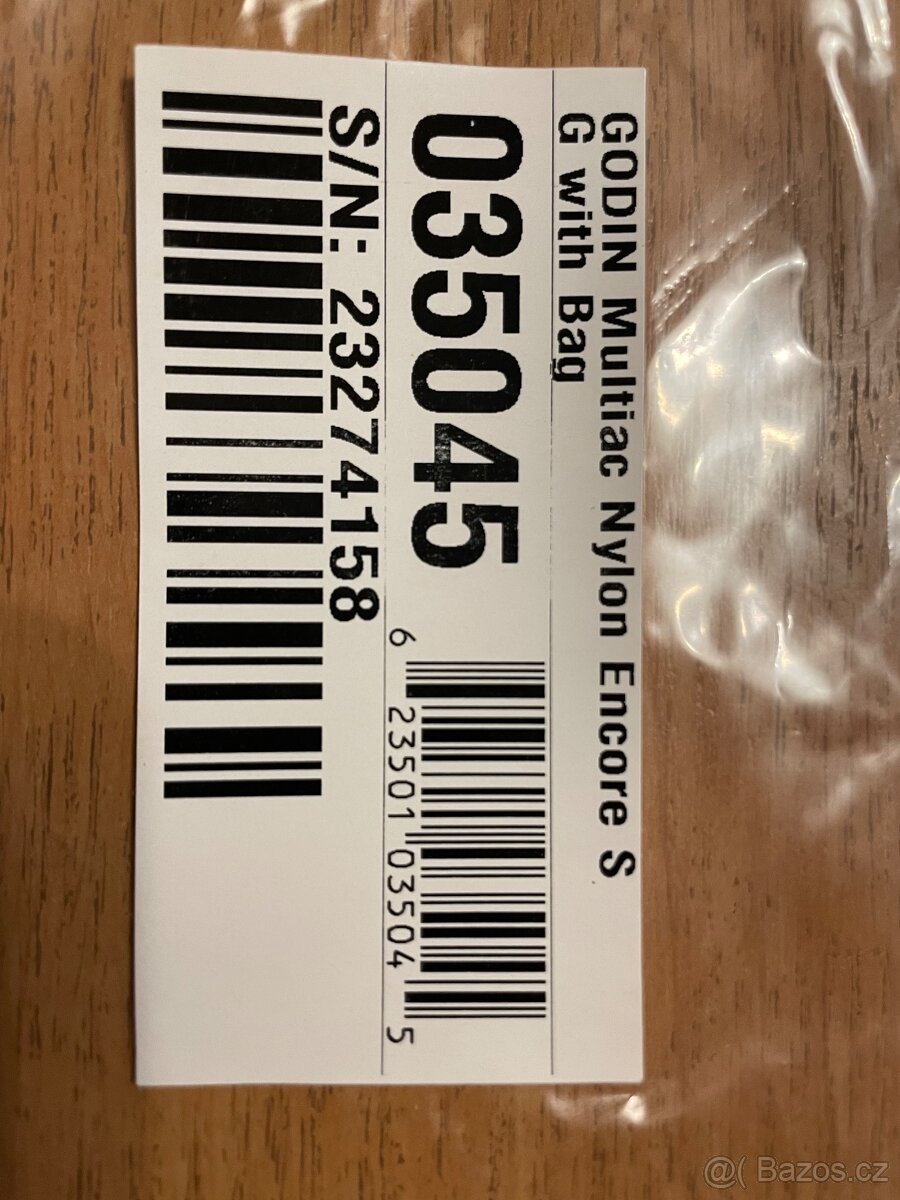 GODIN Multiac Nylon Encore S
G with Bag
035045
6 23501 03504 5
S/N: 23274158
@( Bazos.cz